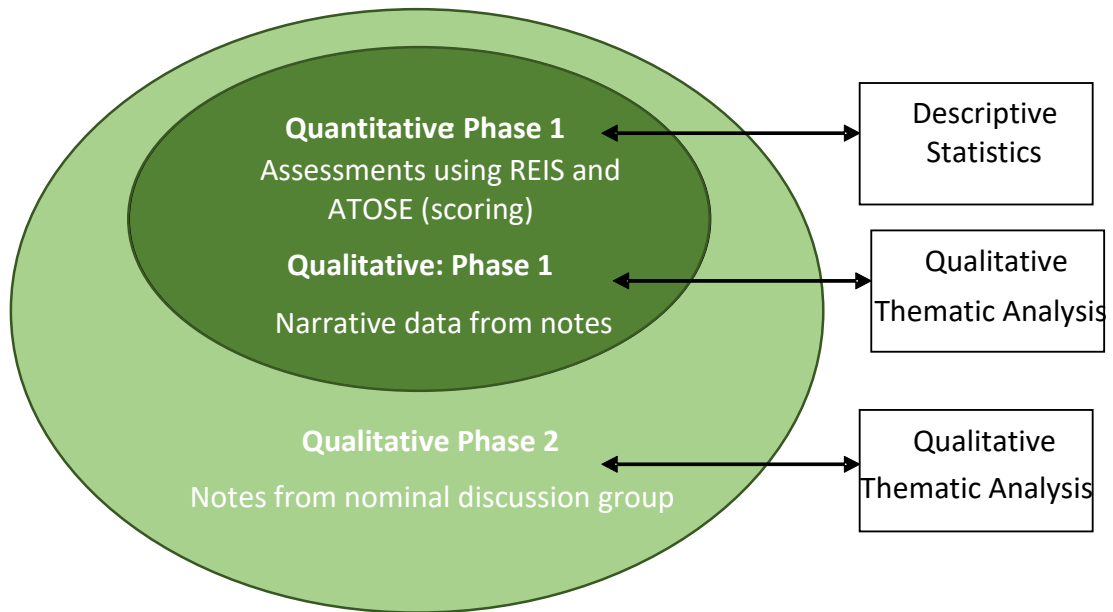 Quantitative Phase 1
Assessments using REIS and
ATOSE (scoring)
Qualitative: Phase 1
Narrative data from notes
Qualitative Phase 2
Notes from nominal discussion group
Descriptive
Statistics
Qualitative
Thematic Analysis
Qualitative
Thematic Analysis